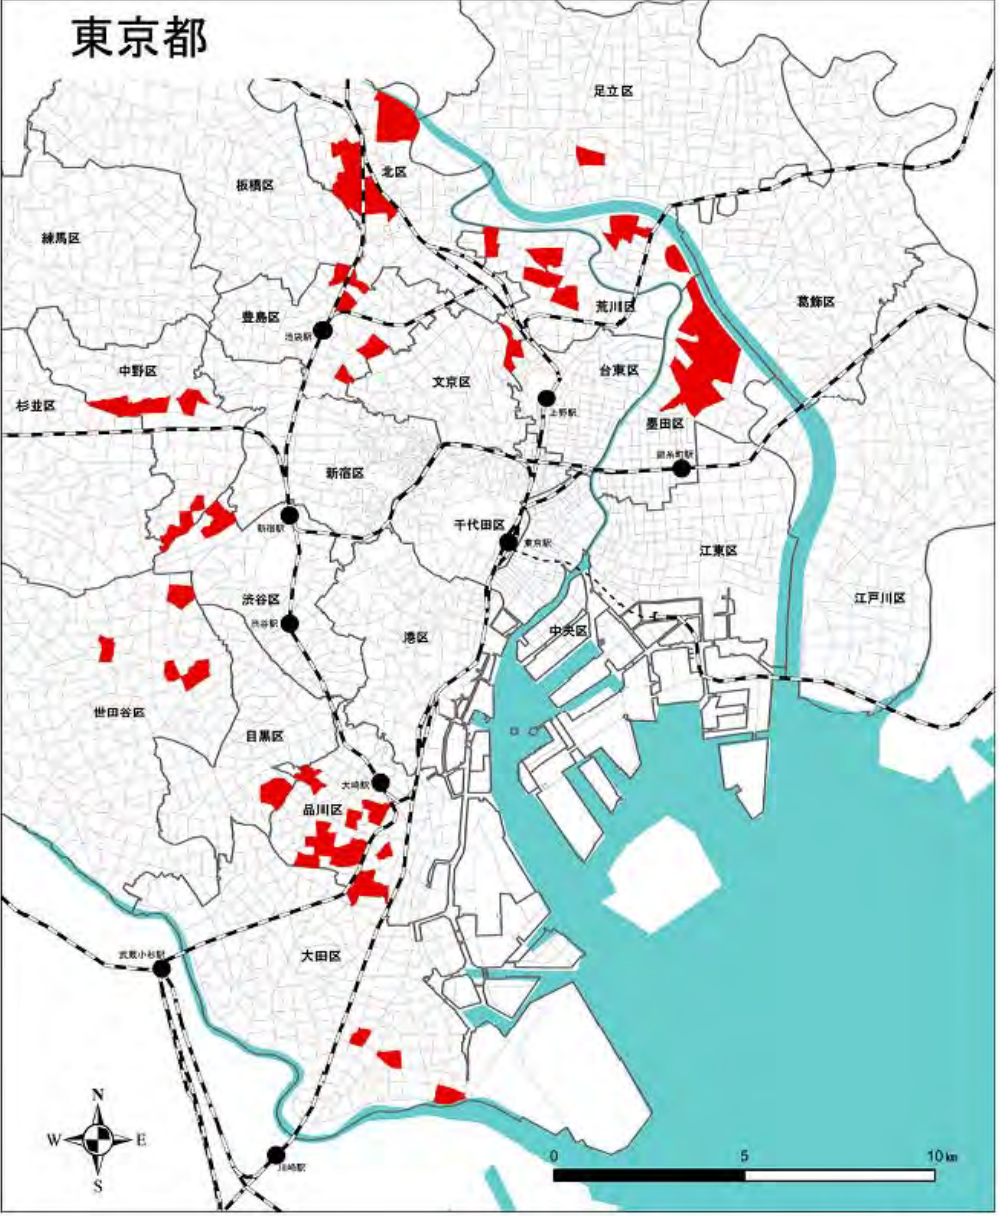 東京都
足立区
北区
板橋区
練馬区
葛飾区
荒川区
豊島区
池袋駅
中野区
台東区
文京区
杉並区
上野駅
墨田区
錦糸町駅
新宿区
千代田区
新宿駅
東京駅
江東区
渋谷区
江戸川区
渋谷駅
中央区
港区
世田谷区
目黒区
大崎駅
品川区
大田区
武蔵小杉駅
N
W
E
S
川崎駅
0
5
10 km